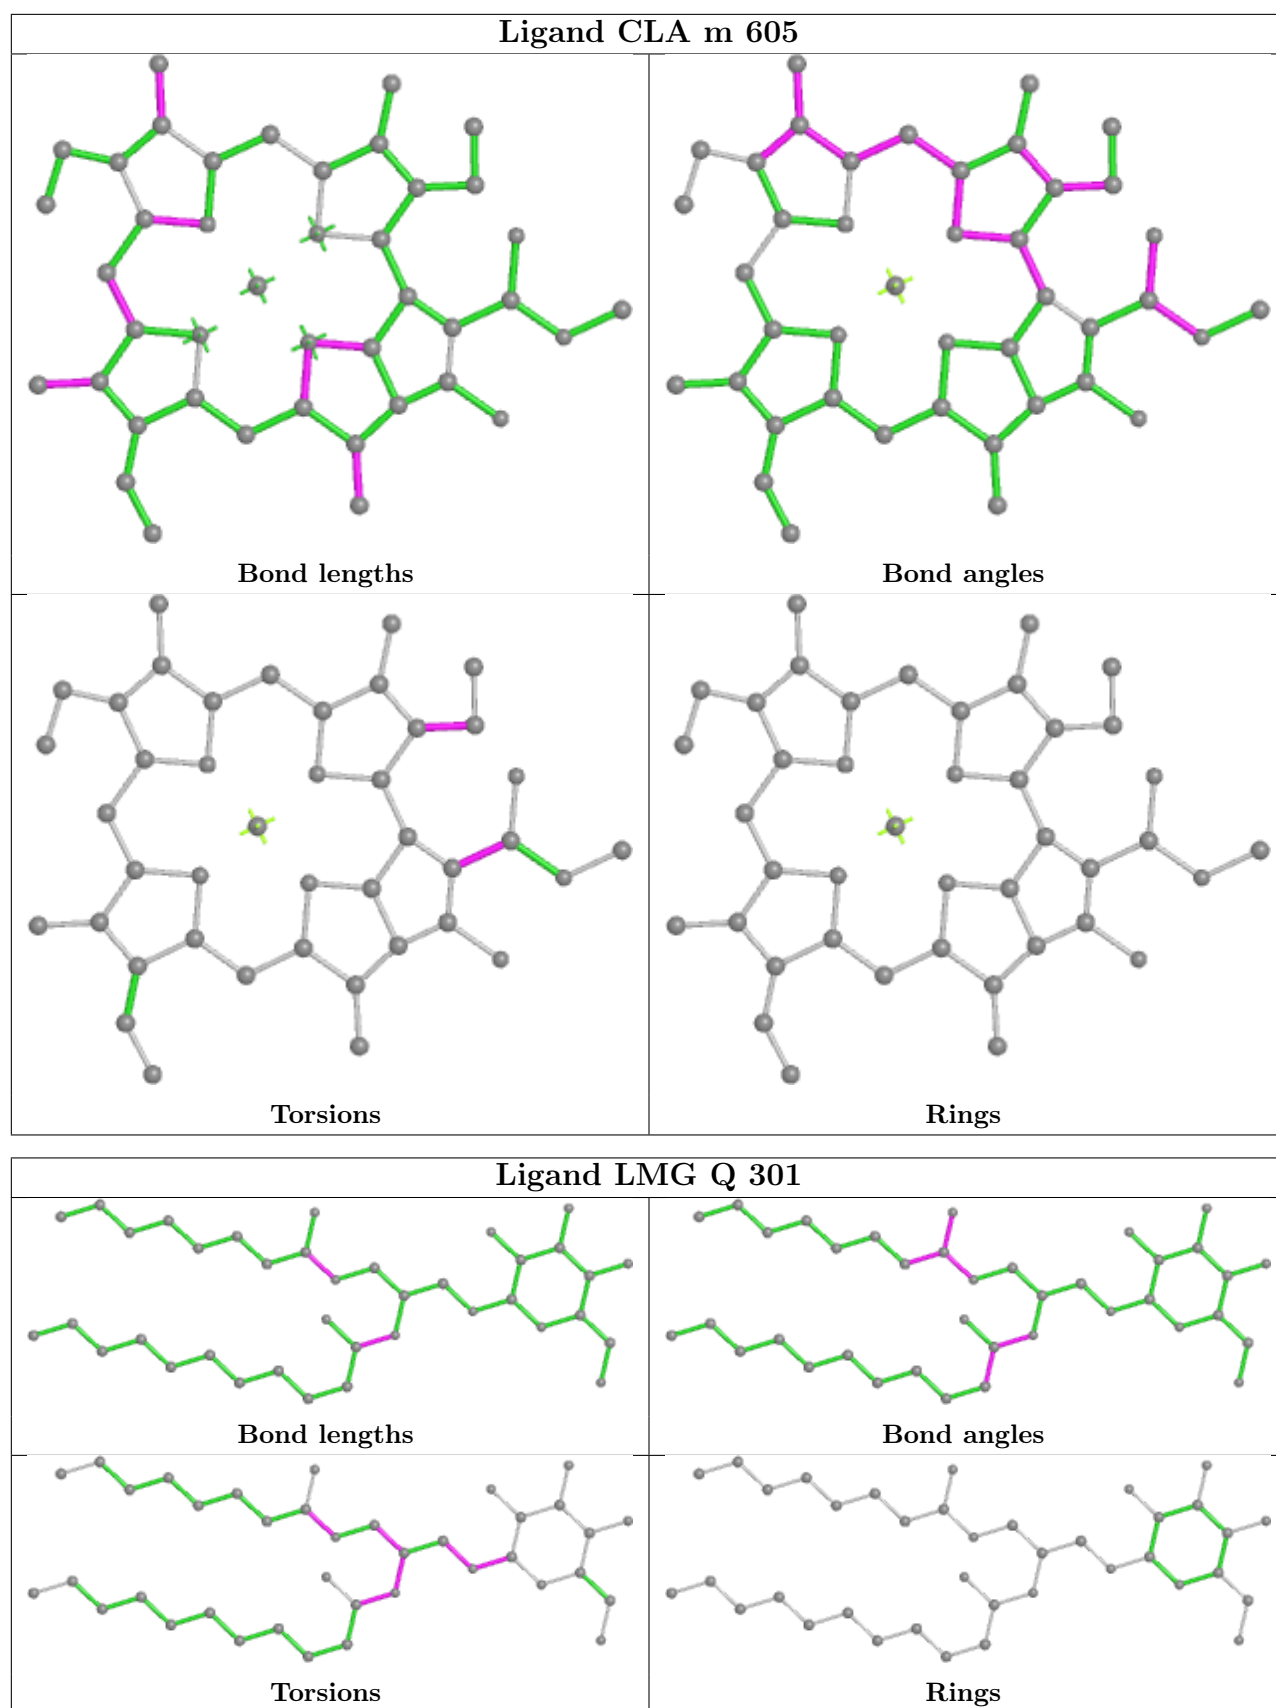 Ligand CLA m 605
Bond lengths
Bond angles
Torsions
Rings
Ligand LMG Q 301
Bond lengths
Bond angles
Torsions
Rings